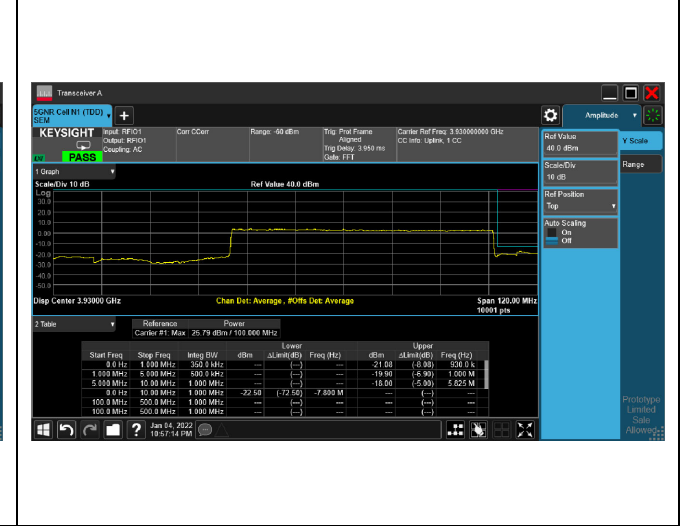 Transceiver A
5GNR Cell N1 (TDD)
SEM
Amplitude
KEYSIGHT
PASS
Input: RFIO1
Output: RFIO1
Coupling: AC
Corr CCorr
Range: -60 dBm
Trig: Prot Frame
Aligned
Trig Delay: 3.950 ms
Gate: FFT
Carrier Ref Freq: 3.930000000 GHz
CC Info: Uplink, 1 CC
1 Graph
Scale/Div 10 dB
Ref Value 40.0 dBm
Log
30.0
20.0
10.0
0.00
-10.0
-20.0
-30.0
-40.0
-50.0
Disp Center 3.93000 GHz
Chan Det: Average , #Offs Det: Average
Span 120.00 MHz
10001 pts
2 Table
Reference Power
Carrier #1: Max 25.79 dBm / 100.000 MHz
Lower Upper
Start Freq Stop Freq Integ BW dBm ΔLimit(dB) Freq (Hz) dBm ΔLimit(dB) Freq (Hz)
0.0 Hz 1.000 MHz 350.0 kHz --- (---) --- -21.08 (-8.08) 930.0 k
1.000 MHz 5.000 MHz 500.0 kHz --- (---) --- -19.90 (-6.90) 1.000 M
5.000 MHz 10.00 MHz 1.000 MHz --- (---) --- -18.00 (-5.00) 5.825 M
0.0 Hz 10.00 MHz 1.000 MHz -22.50 (-72.50) -7.800 M --- (---) ---
100.0 MHz 500.0 MHz 1.000 MHz --- (---) --- --- (---) ---
100.0 MHz 500.0 MHz 1.000 MHz --- (---) --- --- (---) ---
Jan 04, 2022
10:57:14 PM
Ref Value
40.0 dBm
Scale/Div
10 dB
Ref Position
Top
Auto Scaling
On
Off
Y Scale
Range
Prototype
Limited
Sale
Allowed